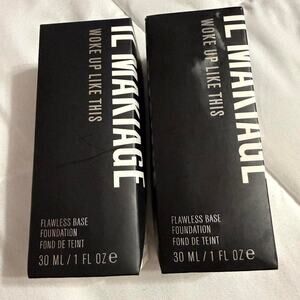 IL MAKIAGE
WOKE UP LIKE THIS
FLAWLESS BASE
FOUNDATION
FOND DE TEINT
30 ML / 1 FL OZ e
IL MAKIAGE
WOKE UP LIKE THIS
FLAWLESS BASE
FOUNDATION
FOND DE TEINT
30 ML / 1 FL OZ e